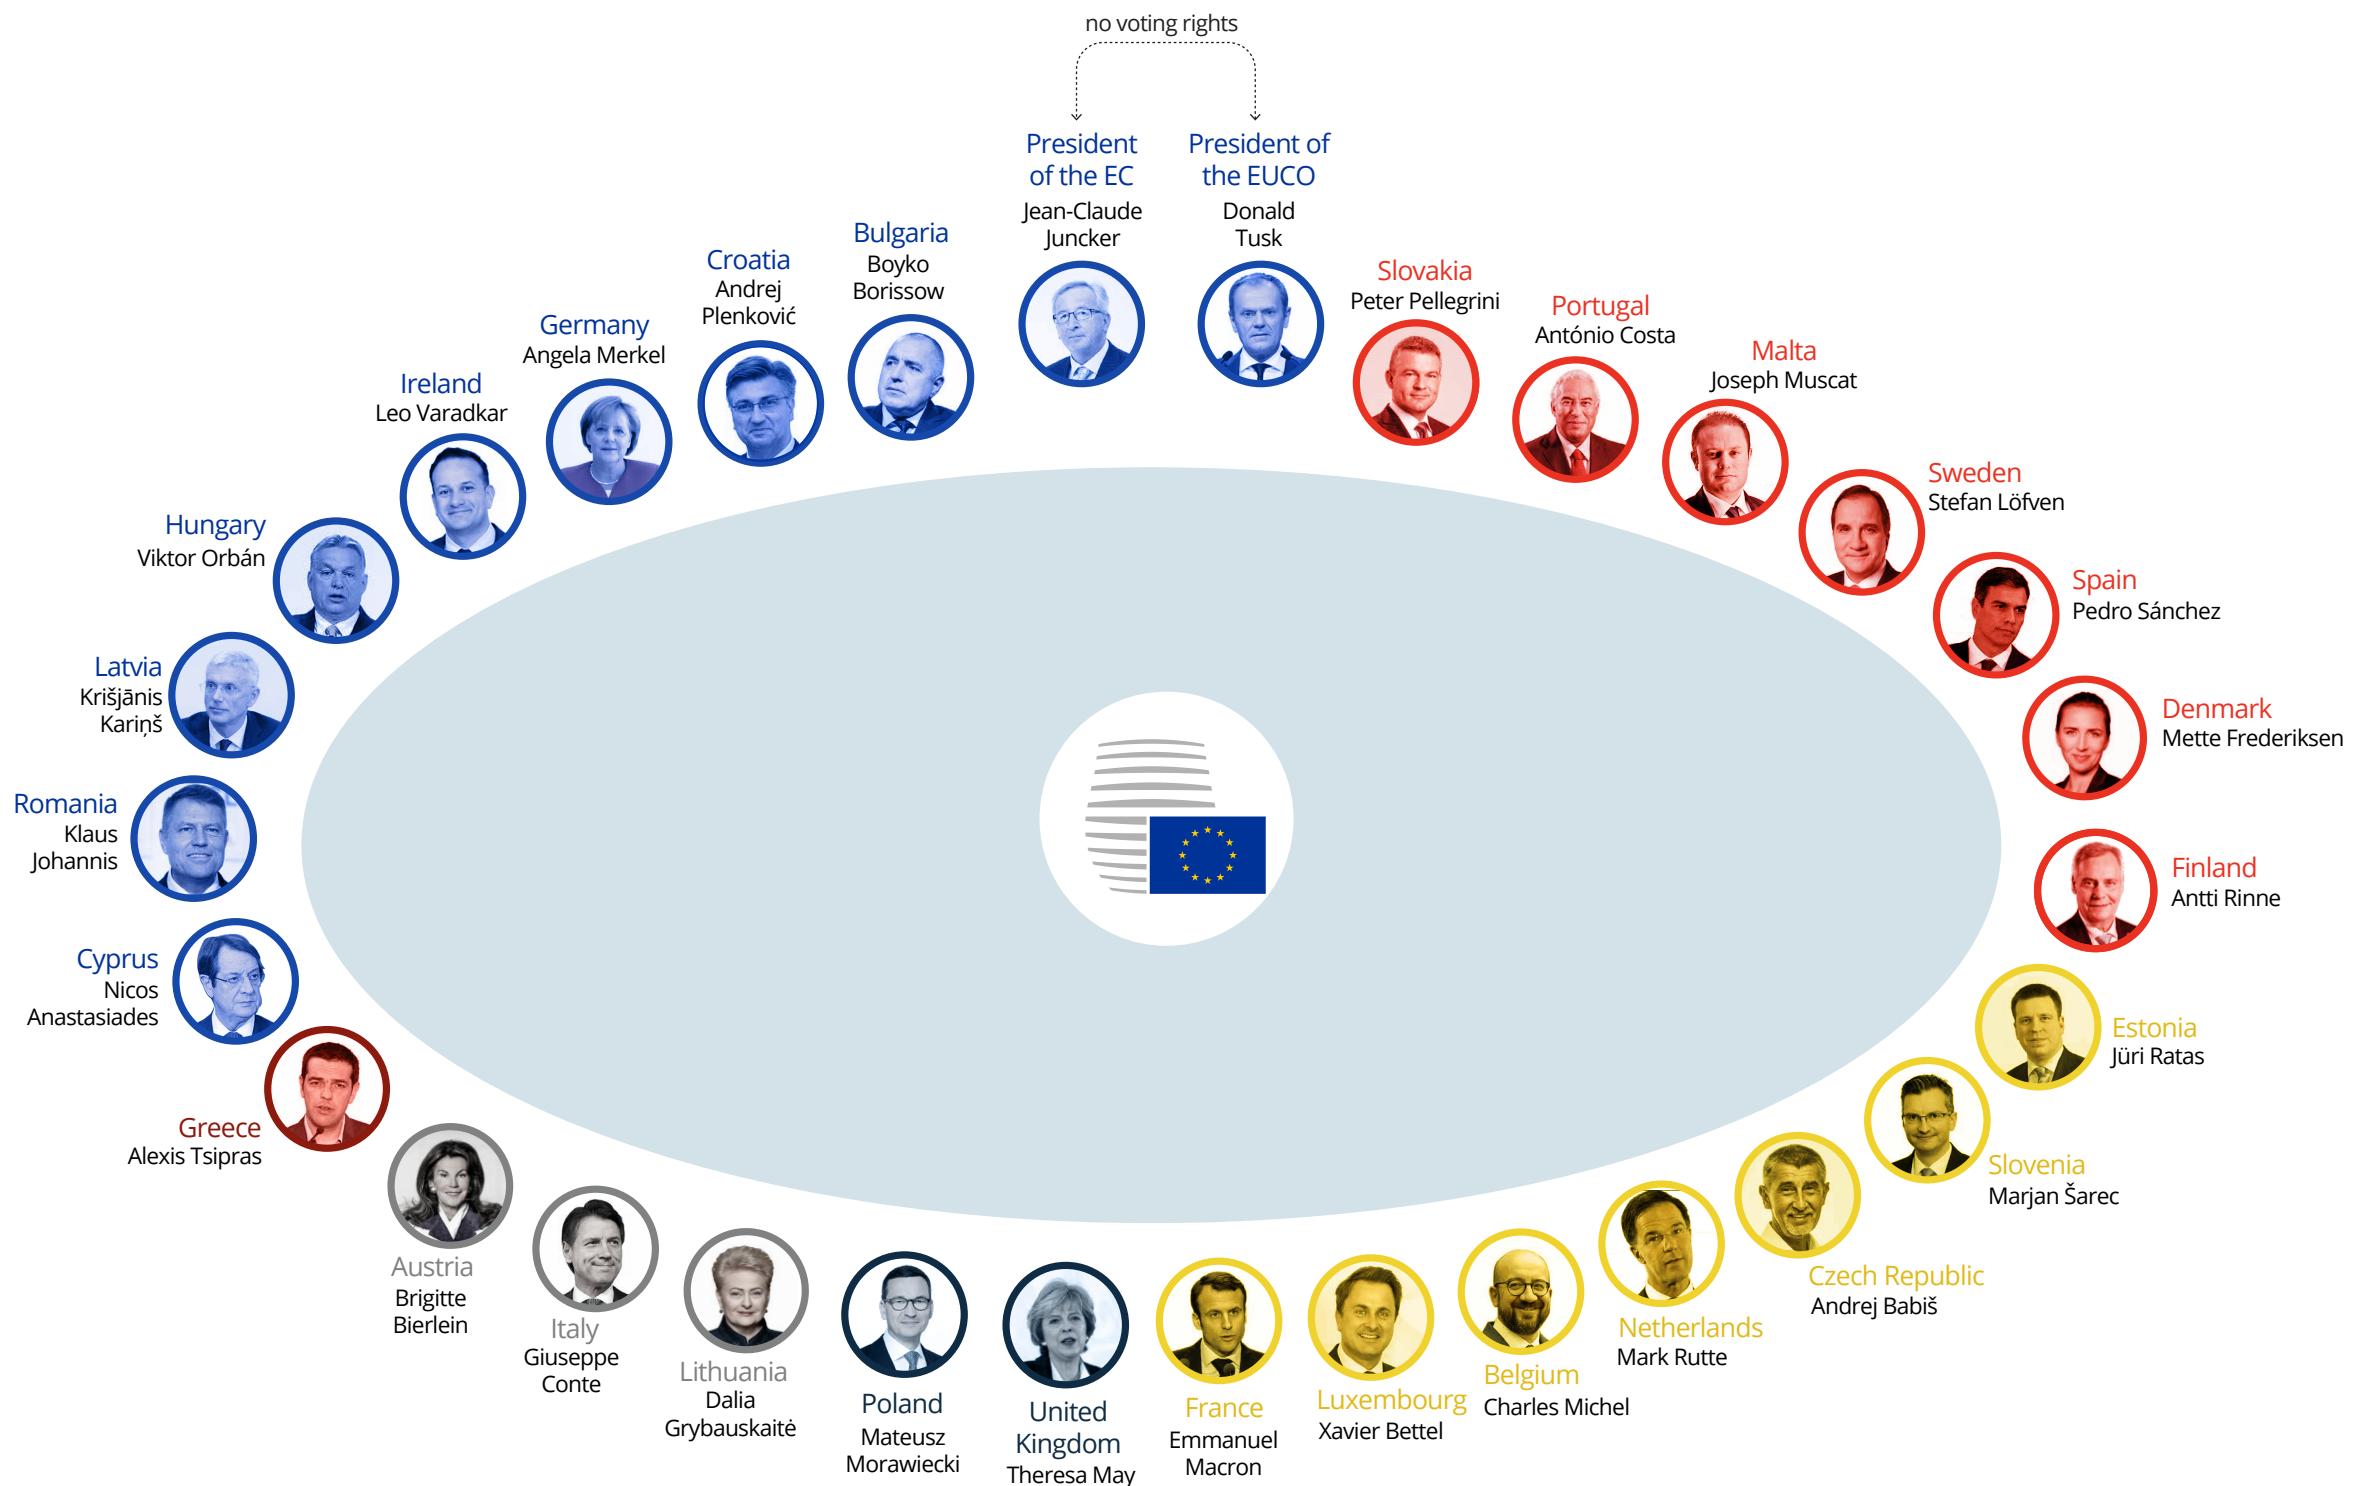 no voting rights
President
of the EC
Jean-Claude
Juncker
President of
the EUCO
Donald
Tusk
Slovakia
Peter Pellegrini
Portugal
António Costa
Malta
Joseph Muscat
Sweden
Stefan Löfven
Spain
Pedro Sánchez
Denmark
Mette Frederiksen
Finland
Antti Rinne
Estonia
Jüri Ratas
Slovenia
Marjan Šarec
Czech Republic
Andrej Babiš
Netherlands
Mark Rutte
Belgium
Charles Michel
Luxembourg
Xavier Bettel
France
Emmanuel
Macron
United
Kingdom
Theresa May
Poland
Mateusz
Morawiecki
Lithuania
Dalia
Grybauskaitė
Italy
Giuseppe
Conte
Austria
Brigitte
Bierlein
Greece
Alexis Tsipras
Cyprus
Nicos
Anastasiades
Romania
Klaus
Johannis
Latvia
Krišjānis
Kariņš
Hungary
Viktor Orbán
Ireland
Leo Varadkar
Germany
Angela Merkel
Croatia
Andrej
Plenković
Bulgaria
Boyko
Borissow